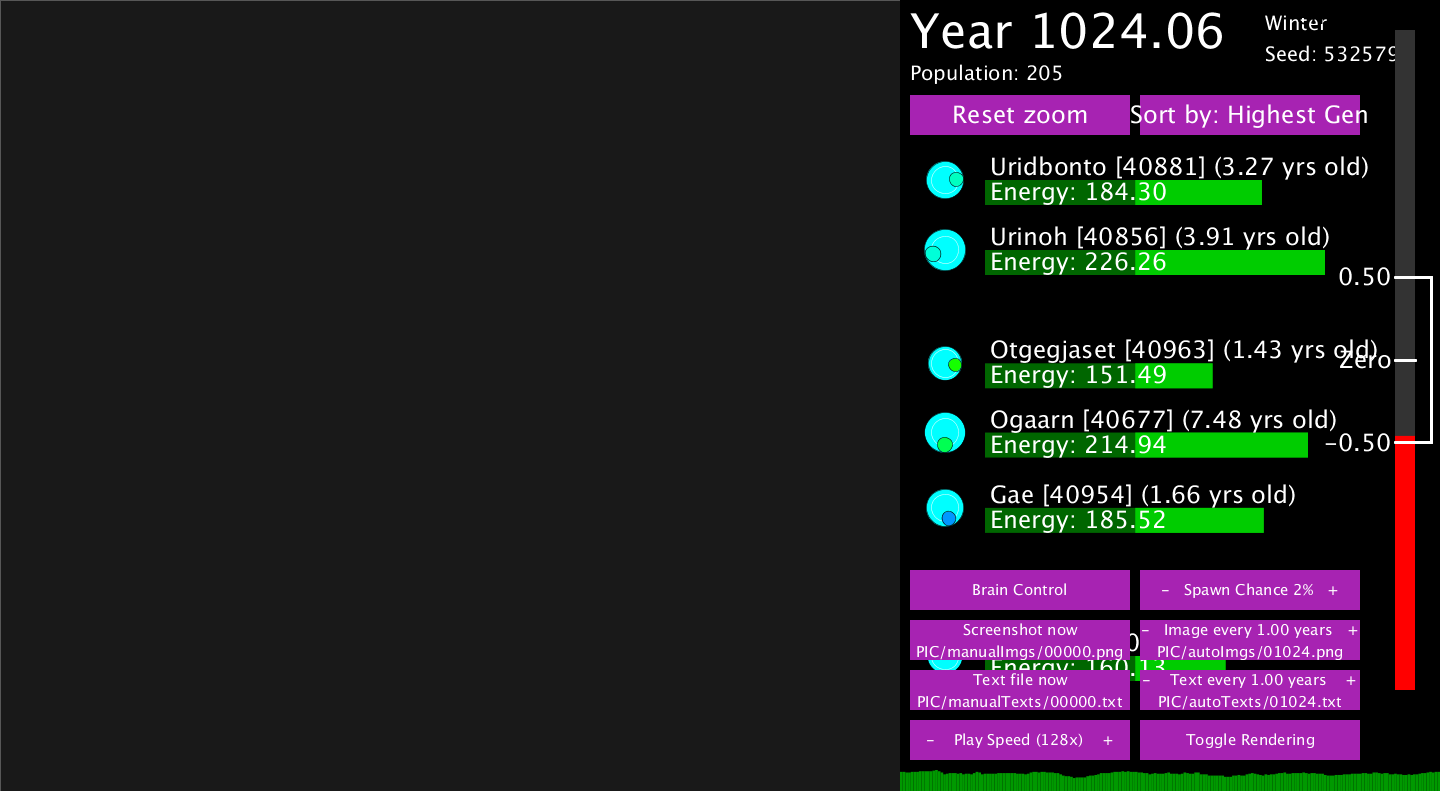 Year 1024.06
Winter
Seed: 532579
Population: 205
Reset zoom
Sort by: Highest Gen
Uridbonto [40881] (3.27 yrs old)
Energy: 184.30
Urinoh [40856] (3.91 yrs old)
Energy: 226.26
0.50
Otgegjaset [40963] (1.43 yrs old)
Zero
Energy: 151.49
Ogaarn [40677] (7.48 yrs old)
Energy: 214.94
-0.50
Gae [40954] (1.66 yrs old)
Energy: 185.52
Brain Control
- Spawn Chance 2% +
Screenshot now
PIC/manualImgs/00000.png
- Image every 1.00 years +
PIC/autoImgs/01024.png
Energy: 160.13
Text file now
PIC/manualTexts/00000.txt
- Text every 1.00 years +
PIC/autoTexts/01024.txt
- Play Speed (128x) +
Toggle Rendering